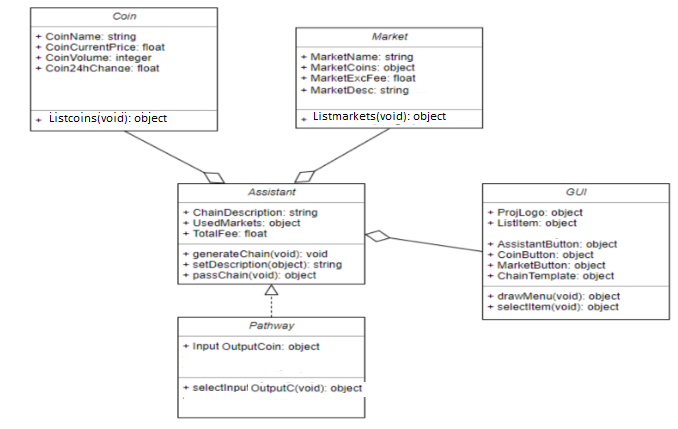 Coin
+ CoinName: string
+ CoinCurrentPrice: float
+ CoinVolume: integer
+ Coin24hChange: float
+ Listcoins(void): object
Market
+ MarketName: string
+ MarketCoins: object
+ MarketExcFee: float
+ MarketDesc: string
+ Listmarkets(void): object
Assistant
+ ChainDescription: string
+ UsedMarkets: object
+ TotalFee: float
+ generateChain(void): void
+ setDescription(object): string
+ passChain(void): object
GUI
+ ProjLogo: object
+ ListItem: object
+ AssistantButton: object
+ CoinButton: object
+ MarketButton: object
+ ChainTemplate: object
+ drawMenu(void): object
+ selectItem(void): object
Pathway
+ Input OutputCoin: object
+ selectInput OutputC(void): object